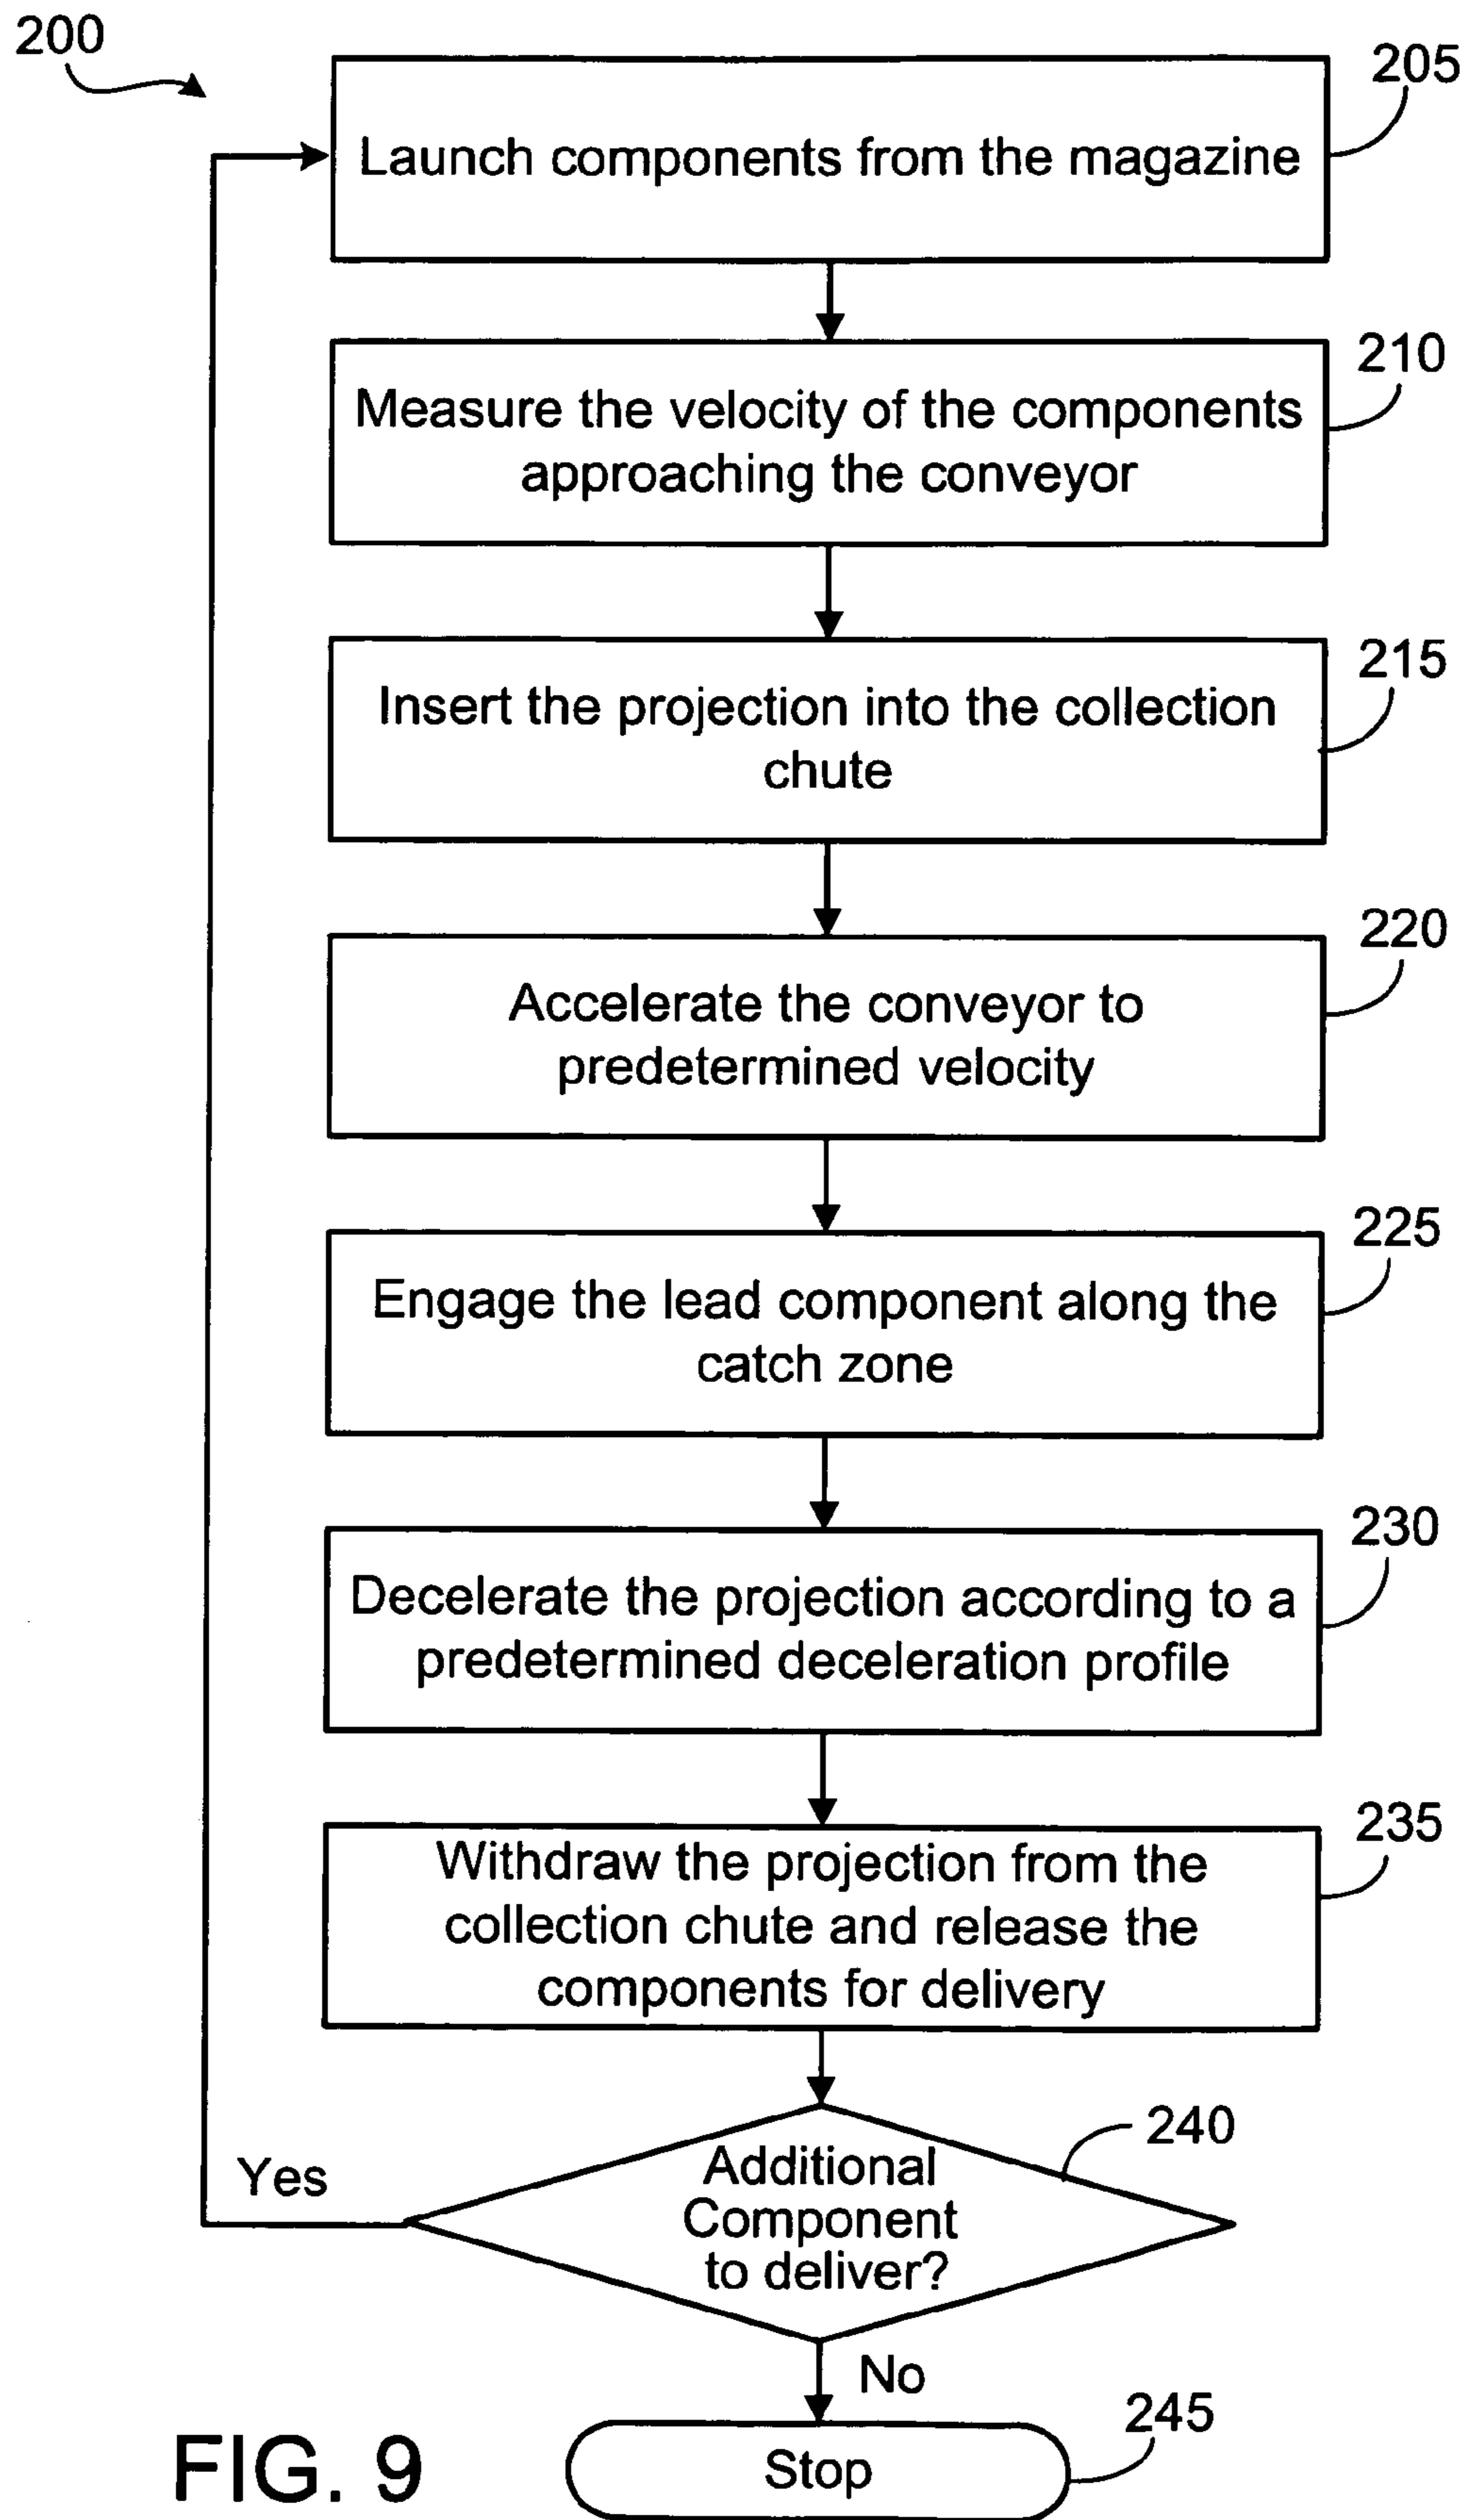 200
205
Launch components from the magazine
210
Measure the velocity of the components
approaching the conveyor
215
Insert the projection into the collection
chute
220
Accelerate the conveyor to
predetermined velocity
225
Engage the lead component along the
catch zone
230
Decelerate the projection according to a
predetermined deceleration profile
235
Withdraw the projection from the
collection chute and release the
components for delivery
240
Additional
Component
to deliver?
Yes
No
245
Stop
FIG. 9